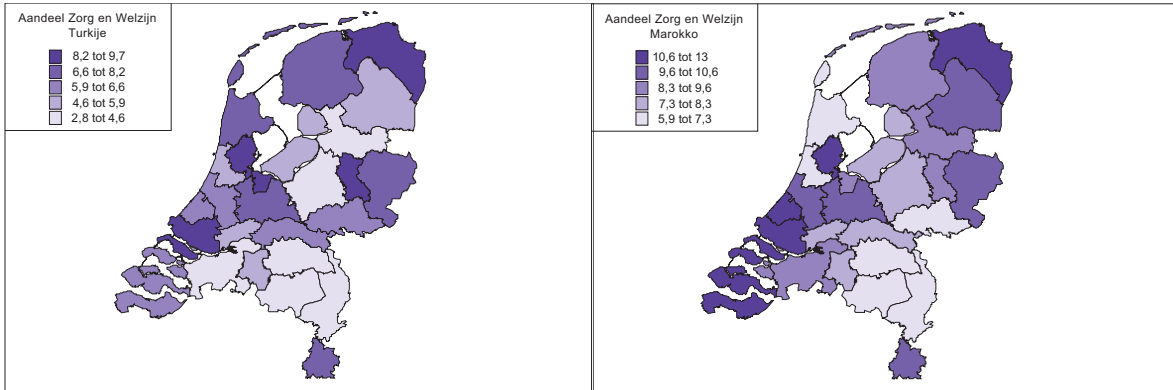 Aandeel Zorg en Welzijn
Turkije
8,2 tot 9,7
6,6 tot 8,2
5,9 tot 6,6
4,6 tot 5,9
2,8 tot 4,6
Aandeel Zorg en Welzijn
Marokko
10,6 tot 13
9,6 tot 10,6
8,3 tot 9,6
7,3 tot 8,3
5,9 tot 7,3